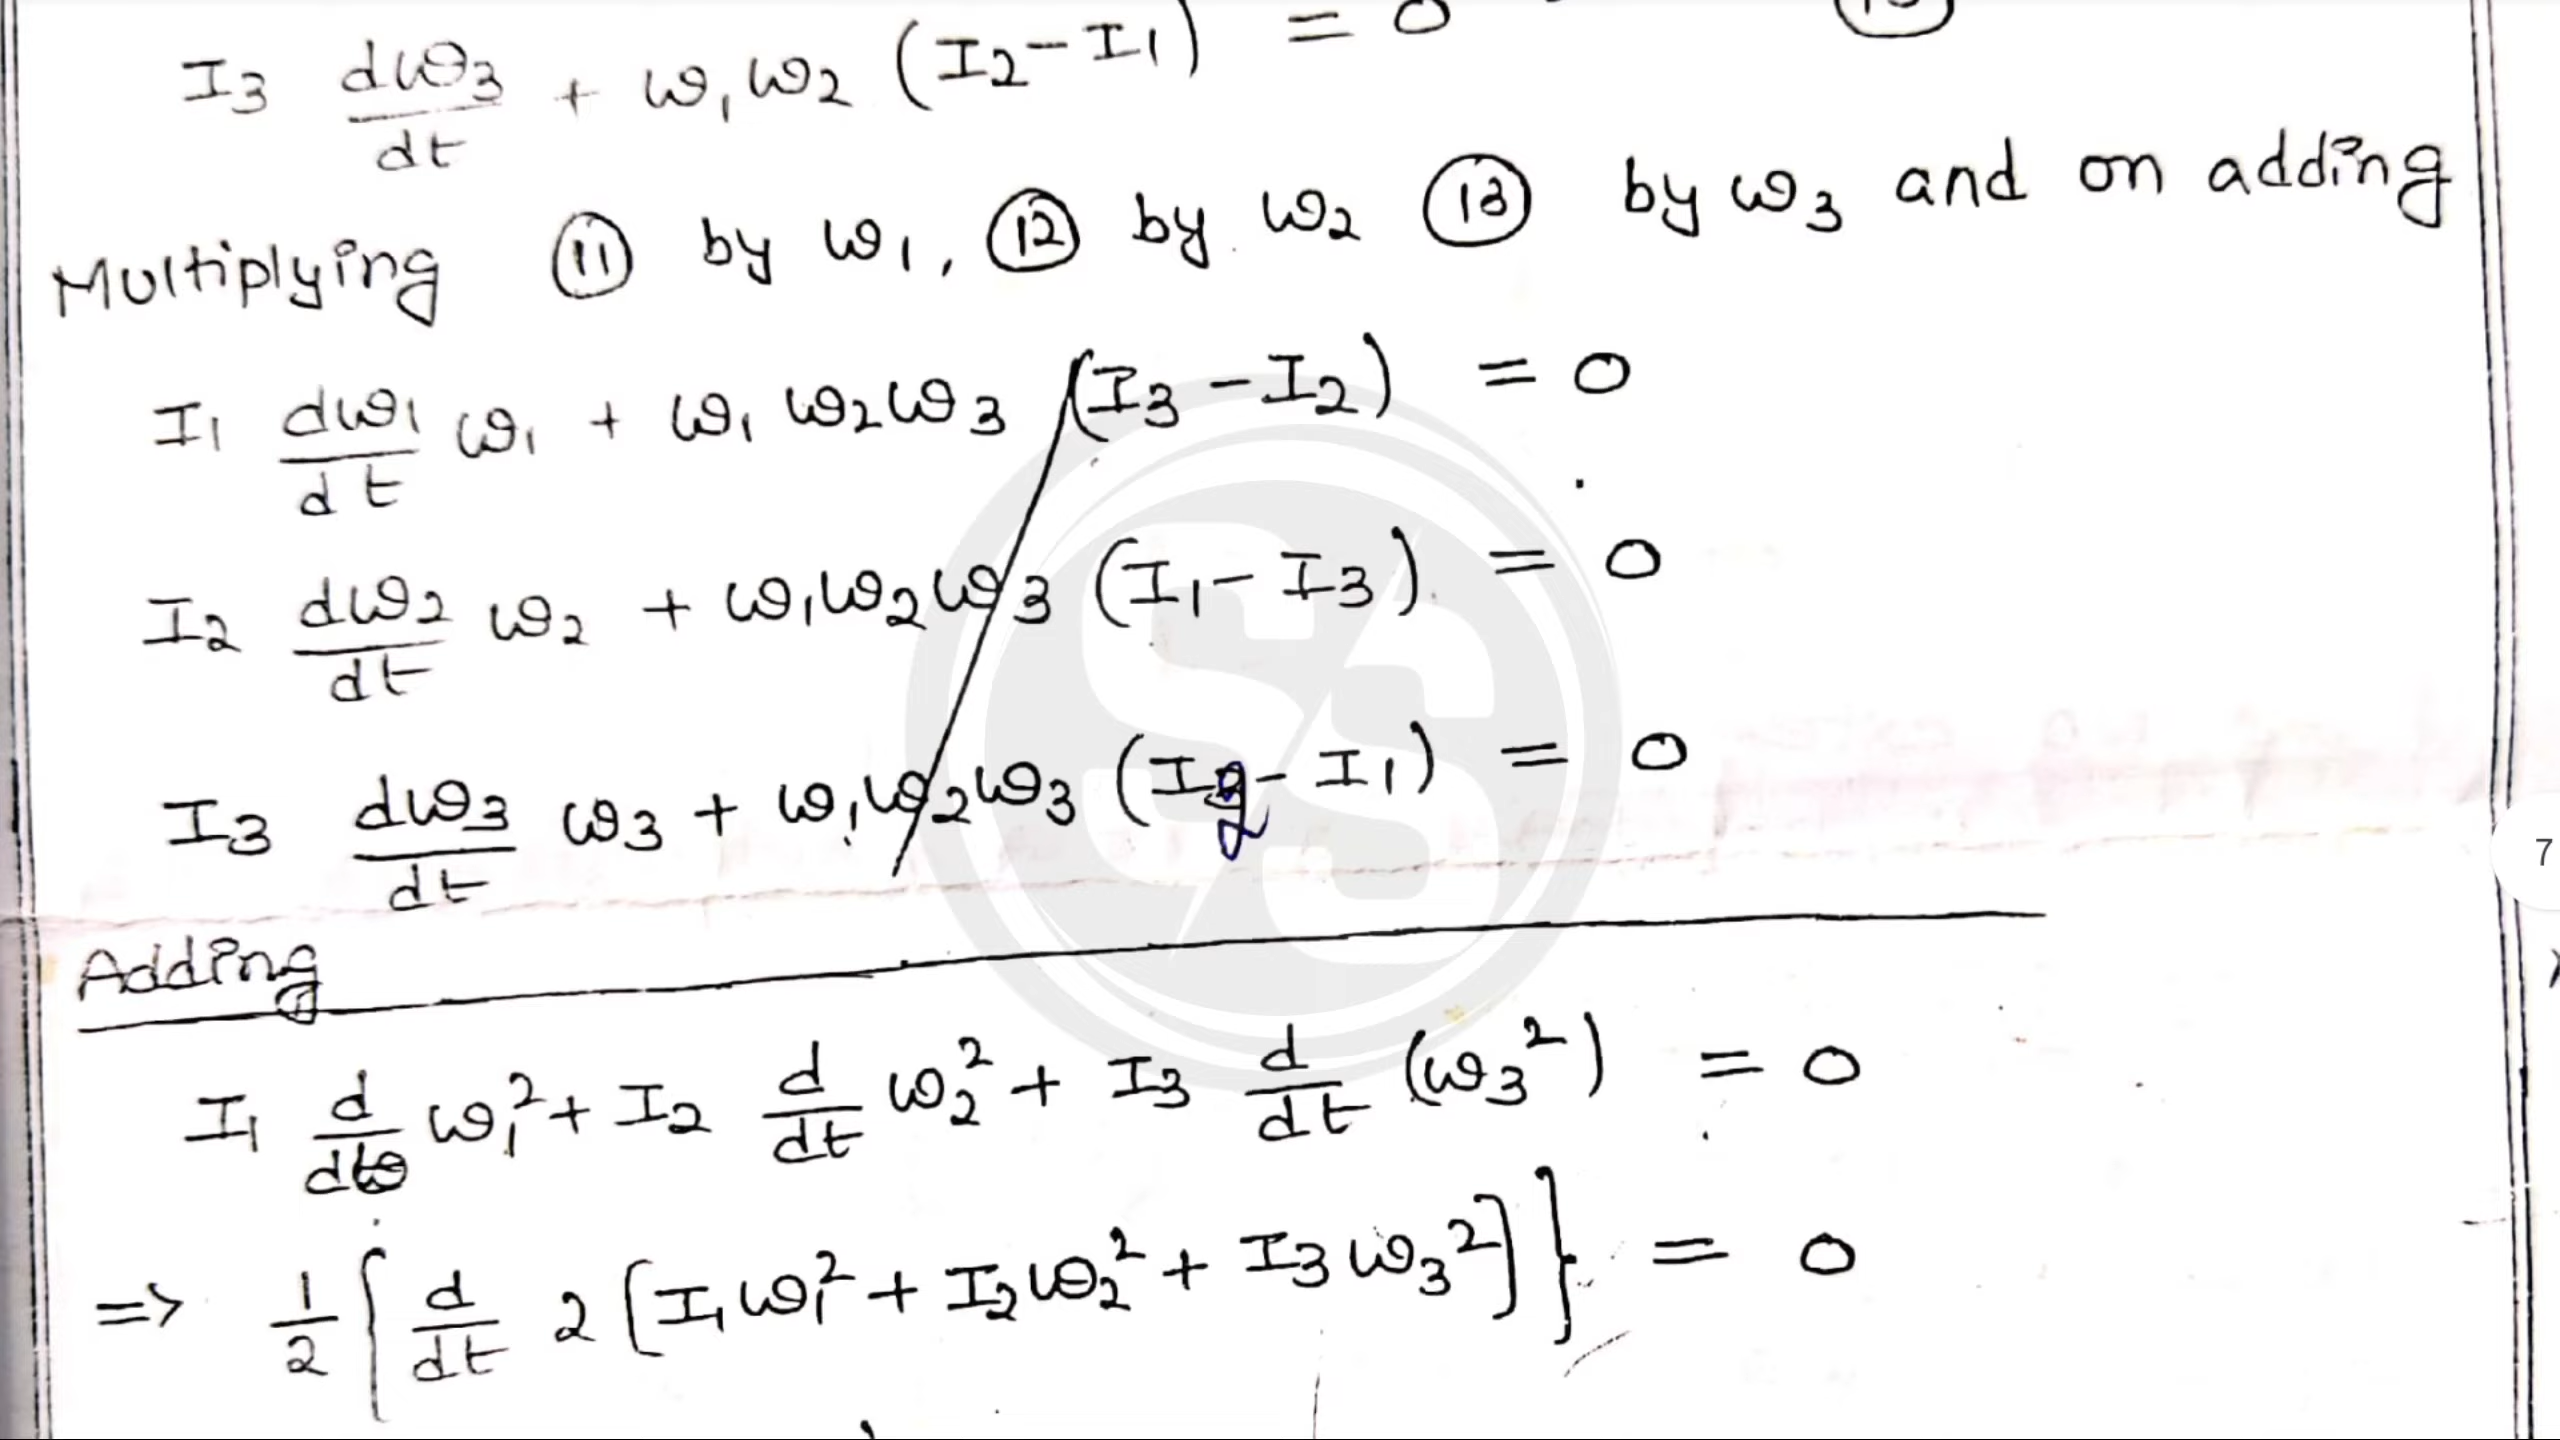 I3 dω3/dt + ω1ω2 (I2-I1) = 0
Multiplying (11) by ω1, (12) by ω2 (13) by ω3 and on adding
I1 dω1/dt ω1 + ω1 ω2ω3 (I3-I2) = 0
I2 dω2/dt ω2 + ω1ω2ω3 (I1-I3) = 0
I3 dω3/dt ω3 + ω1ω2ω3 (I2-I1) = 0
7
Adding
I1 d/dt ω1² + I2 d/dt ω2² + I3 d/dt (ω3²) = 0
=> 1/2 { d/dt 2 [I1ω1² + I2ω2² + I3ω3²] } = 0